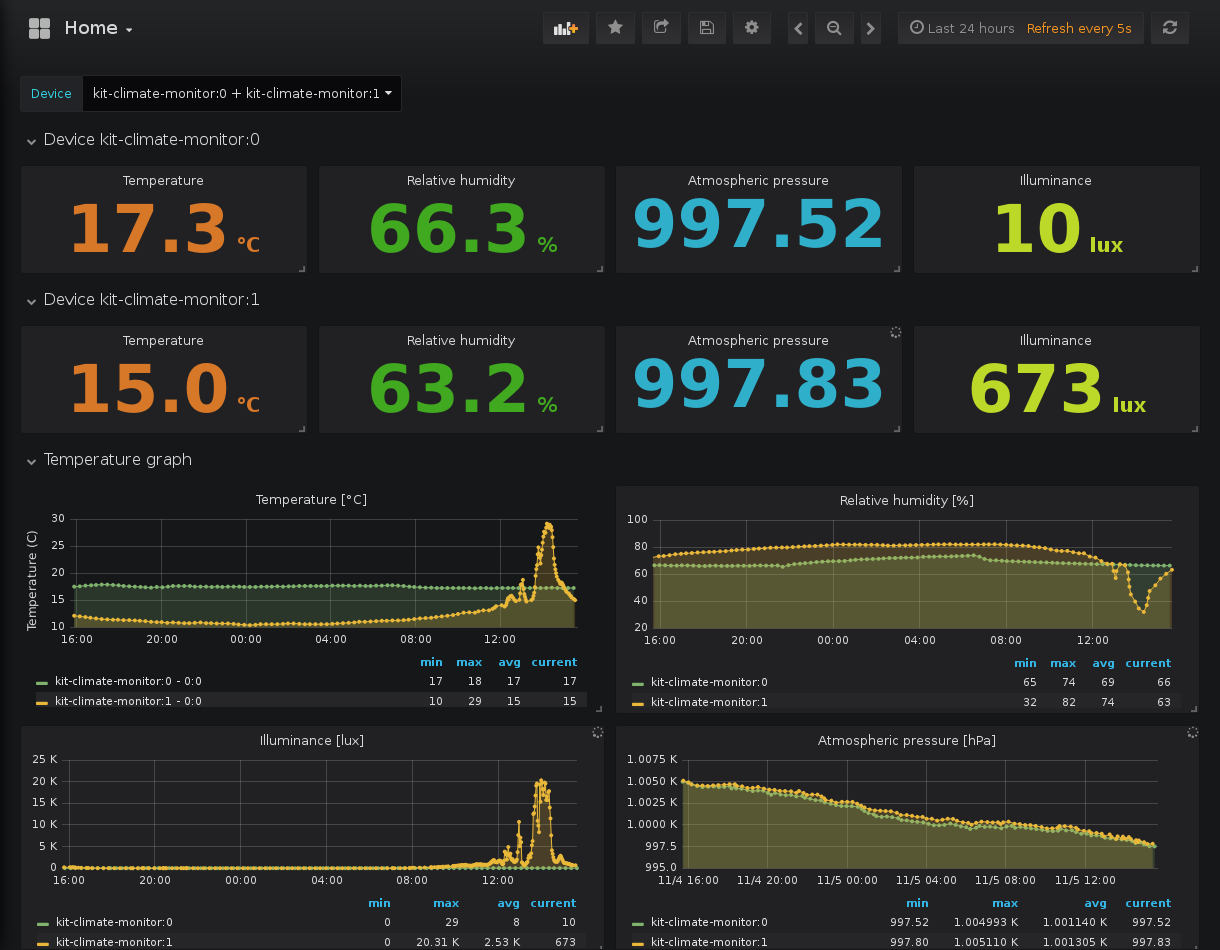 Home
Last 24 hours Refresh every 5s
Device kit-climate-monitor:0 + kit-climate-monitor:1
Device kit-climate-monitor:0
Temperature
17.3 °C
Relative humidity
66.3 %
Atmospheric pressure
997.52
Illuminance
10 lux
Device kit-climate-monitor:1
Temperature
15.0 °C
Relative humidity
63.2 %
Atmospheric pressure
997.83
Illuminance
673 lux
Temperature graph
Temperature [°C]
Temperature (C)
30
25
20
15
10
16:00 20:00 00:00 04:00 08:00 12:00
min max avg current
kit-climate-monitor:0 - 0:0 17 18 17 17
kit-climate-monitor:1 - 0:0 10 29 15 15
Relative humidity [%]
100
80
60
40
20
16:00 20:00 00:00 04:00 08:00 12:00
min max avg current
kit-climate-monitor:0 65 74 69 66
kit-climate-monitor:1 32 82 74 63
Illuminance [lux]
25 K
20 K
15 K
10 K
5 K
0
16:00 20:00 00:00 04:00 08:00 12:00
min max avg current
kit-climate-monitor:0 0 29 8 10
kit-climate-monitor:1 0 20.31 K 2.53 K 673
Atmospheric pressure [hPa]
1.0075 K
1.0050 K
1.0025 K
1.0000 K
997.5
995.0
11/4 16:00 11/4 20:00 11/5 00:00 11/5 04:00 11/5 08:00 11/5 12:00
min max avg current
kit-climate-monitor:0 997.52 1.004993 K 1.001140 K 997.52
kit-climate-monitor:1 997.80 1.005110 K 1.001305 K 997.83